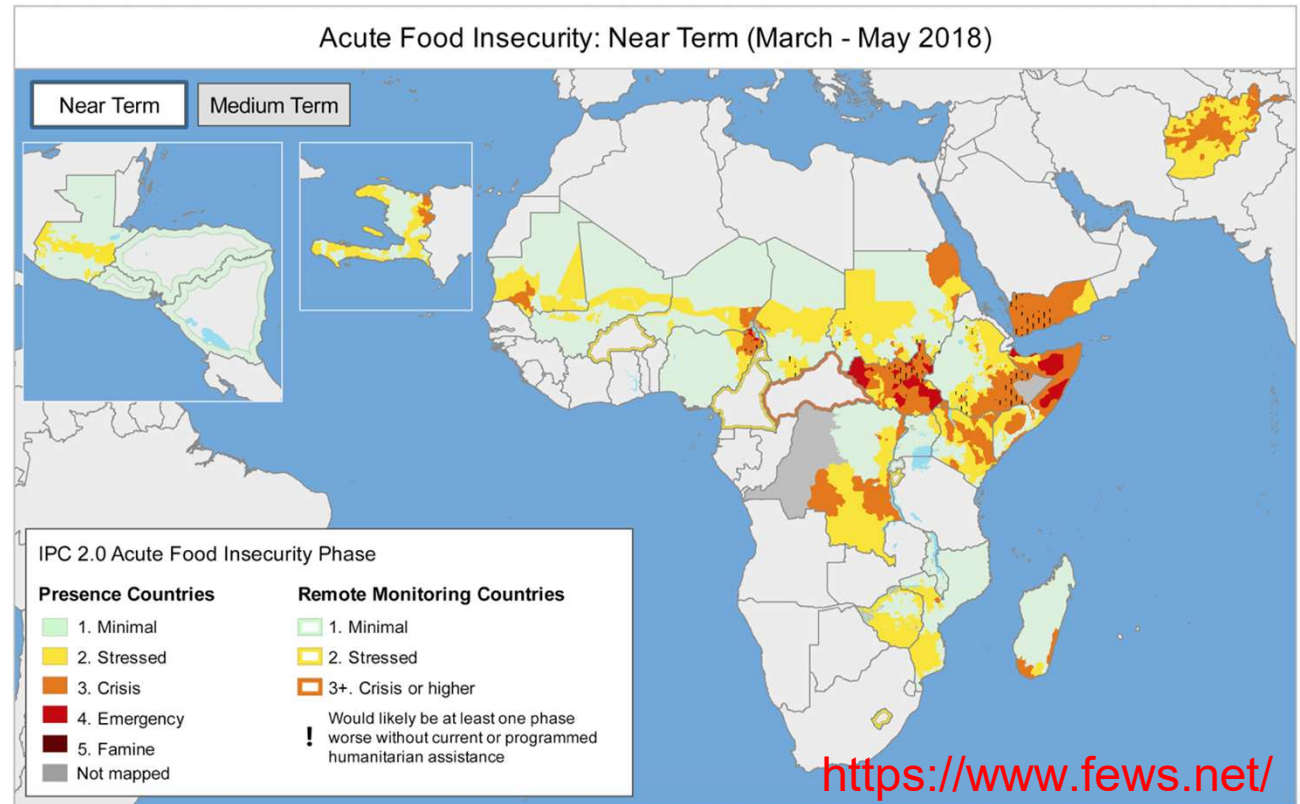 Acute Food Insecurity: Near Term (March - May 2018)
Near Term
Medium Term
IPC 2.0 Acute Food Insecurity Phase
Presence Countries
1. Minimal
2. Stressed
3. Crisis
4. Emergency
5. Famine
Not mapped
Remote Monitoring Countries
1. Minimal
2. Stressed
3+. Crisis or higher
! Would likely be at least one phase
worse without current or programmed
humanitarian assistance
https://www.fews.net/